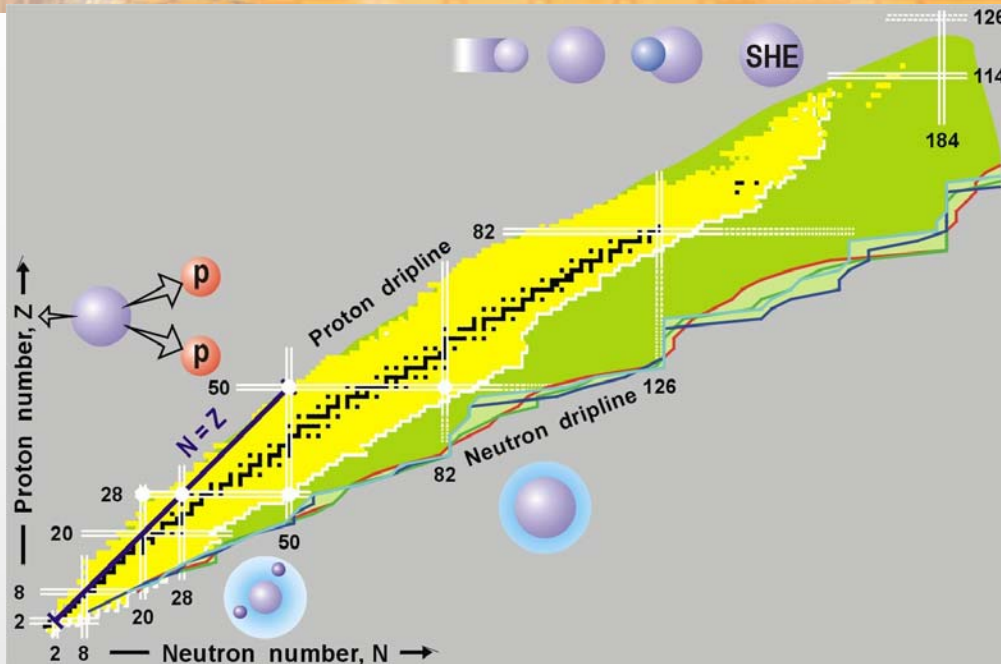 126
114
SHE
184
82
Proton dripline
p
p
Proton number, Z
50
126
N=Z
Neutron dripline
82
28
50
20
28
8
20
2
2 8
Neutron number, N